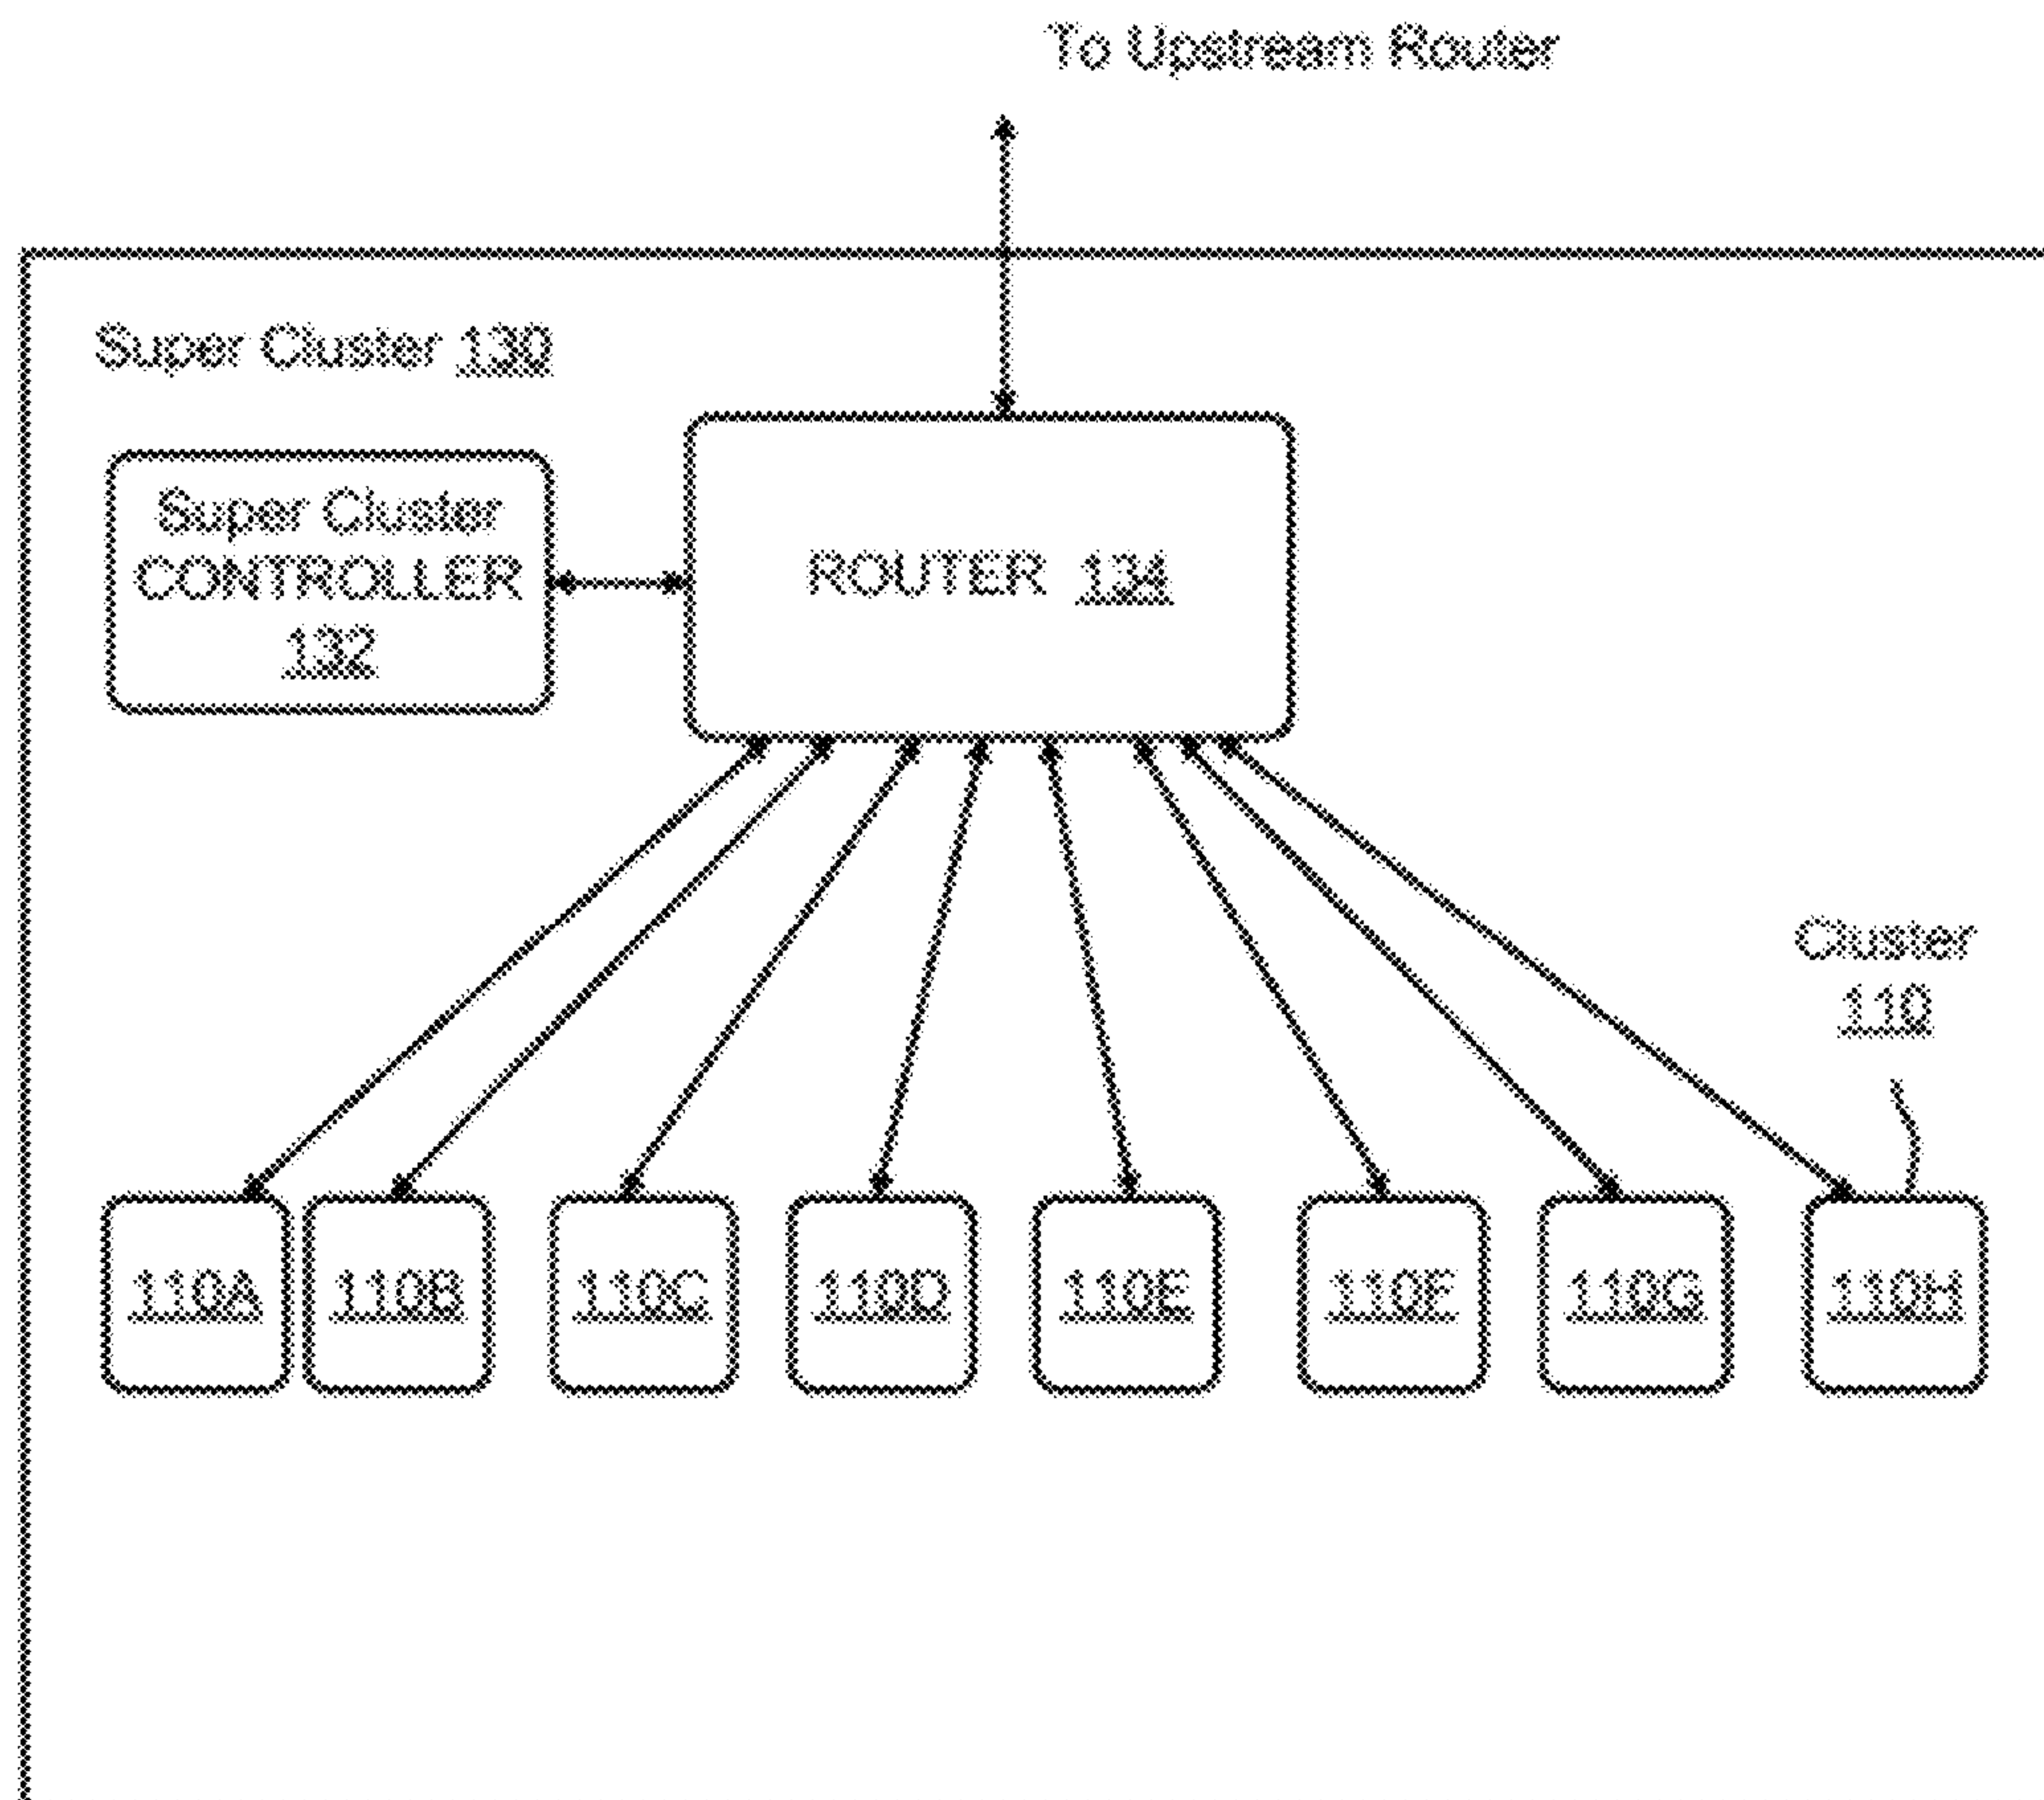 To Upstream Router
Super Cluster 130
Super Cluster
CONTROLLER
132
ROUTER 134
Cluster
110
110A 110B 110C 110D 110E 110F 110G 110H